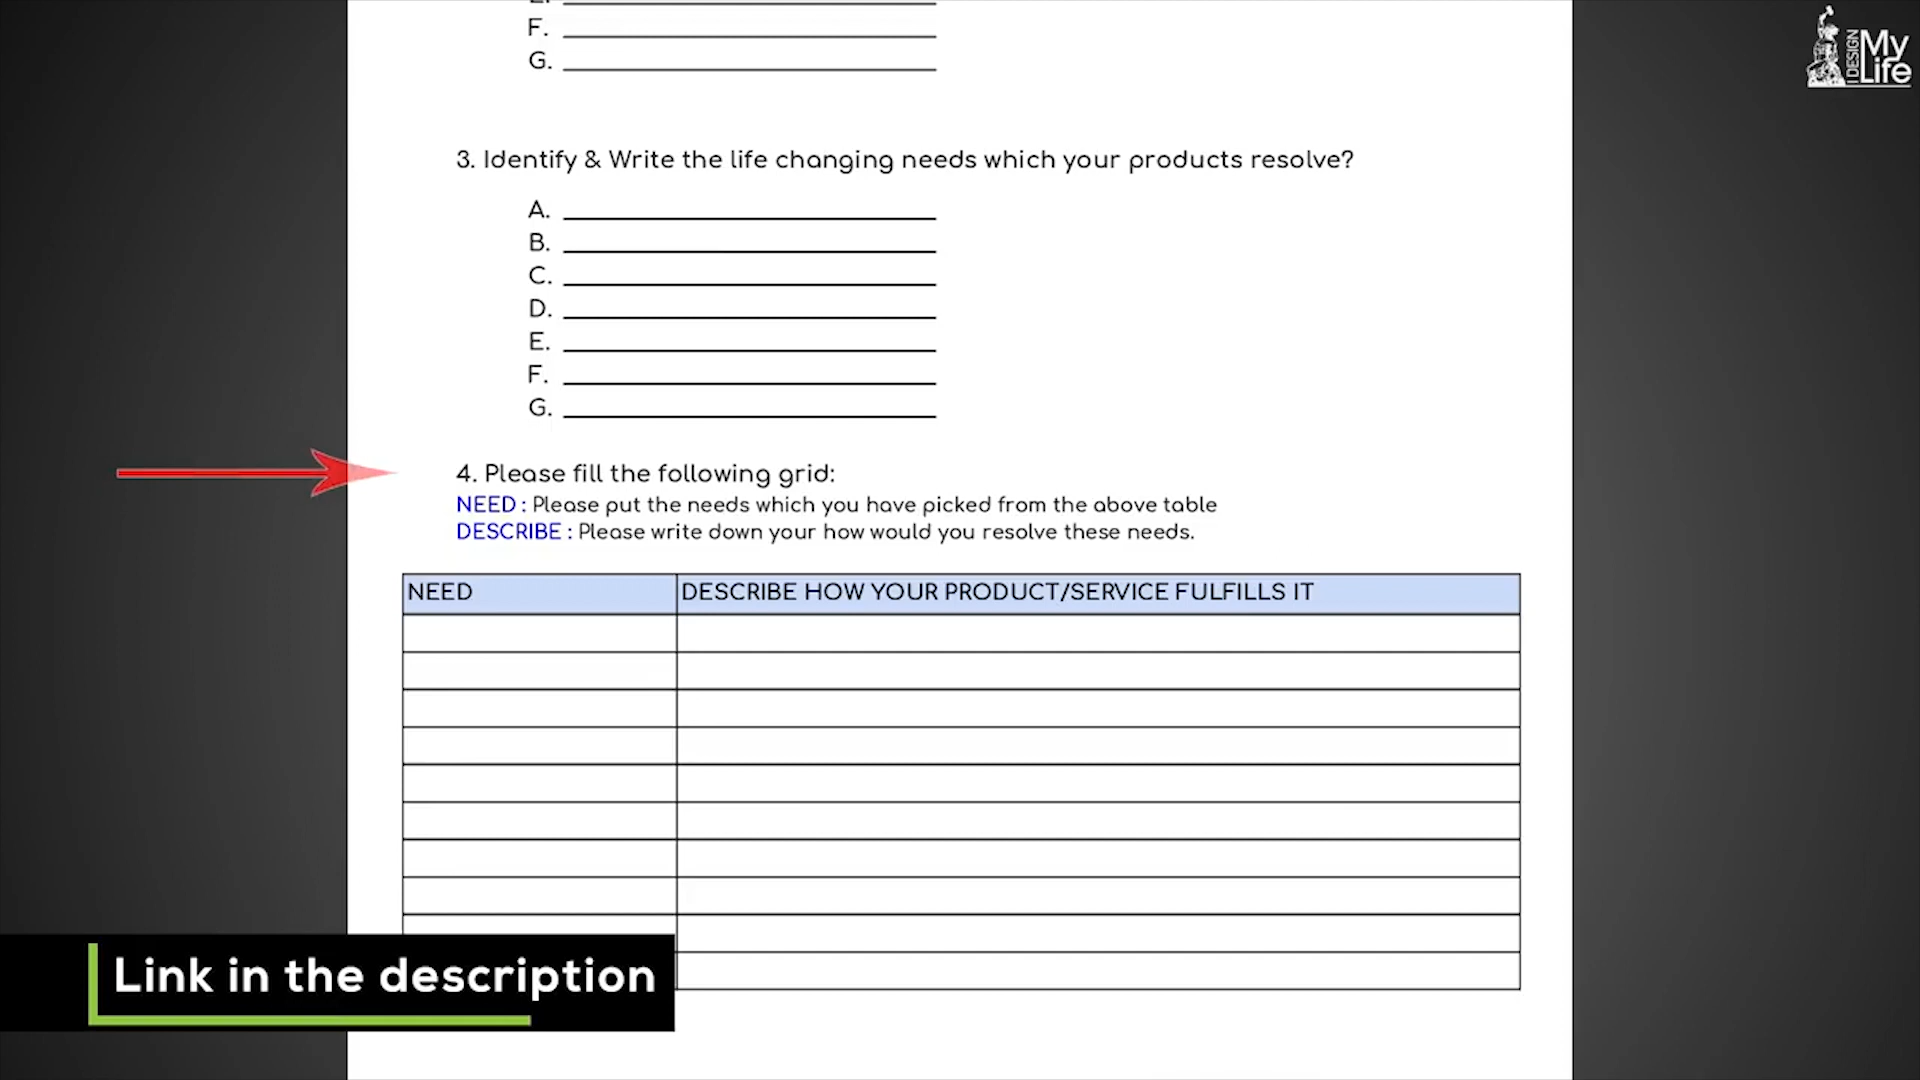 F.
G.
I DESIGN
My
Life
3. Identify & Write the life changing needs which your products resolve?
A.
B.
C.
D.
E.
F.
G.
4. Please fill the following grid:
NEED : Please put the needs which you have picked from the above table
DESCRIBE : Please write down your how would you resolve these needs.
NEED DESCRIBE HOW YOUR PRODUCT/SERVICE FULFILLS IT
Link in the description